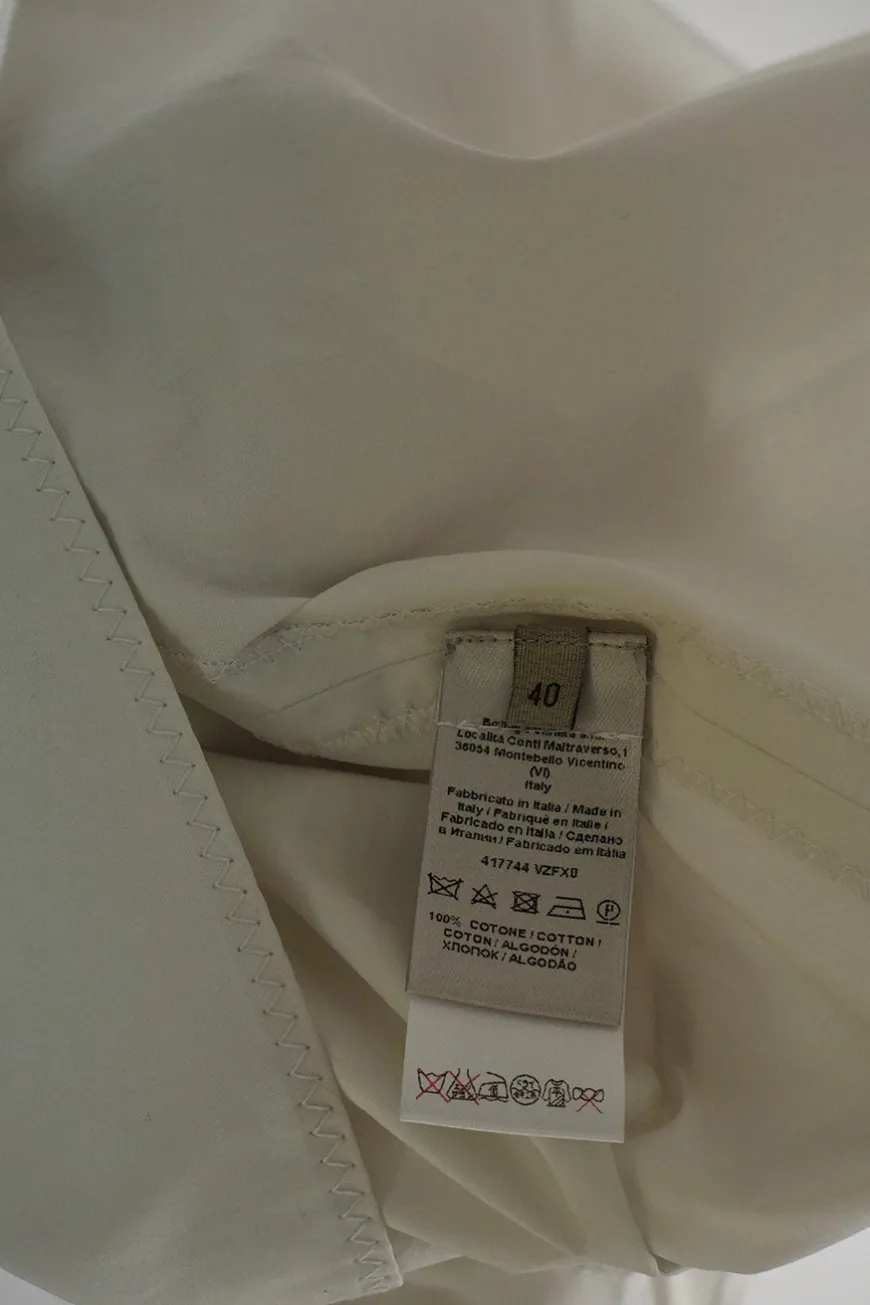 40
Località Conti Maltraverso,1
36054 Montebello Vicentino
(VI)
Italy
Fabbricato in Italia / Made in
Italy / Fabriqué en Italie /
Fabricado en Italia / Сделано
в Италии / Fabricado em Itália
417744 VZFX0
P
100% COTONE / COTTON /
COTON / ALGODÓN /
ХЛОПОК / ALGODÃO